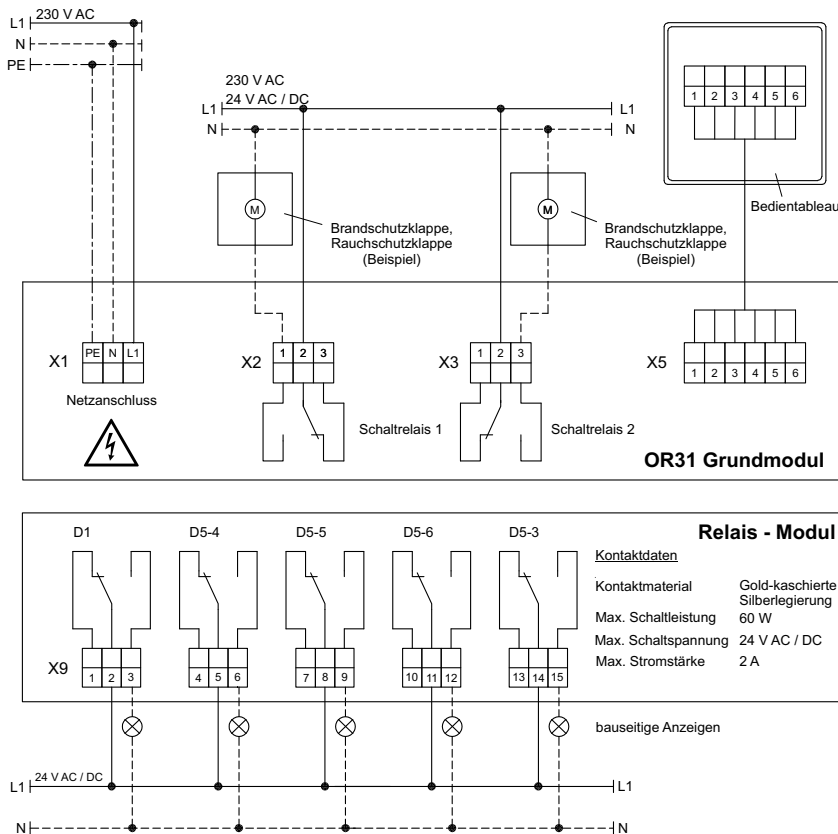 L1 230 V AC
N
PE
230 V AC
24 V AC / DC
L1 L1
N N
1 2 3 4 5 6
Bedientableau
M
Brandschutzklappe,
Rauchschutzklappe
(Beispiel)
M
Brandschutzklappe,
Rauchschutzklappe
(Beispiel)
X1 PE N L1
Netzanschluss
X2 1 2 3
Schaltrelais 1
X3 1 2 3
Schaltrelais 2
X5 1 2 3 4 5 6
OR31 Grundmodul
Relais - Modul
D1 D5-4 D5-5 D5-6 D5-3
Kontaktdaten
Kontaktmaterial Gold-kaschierte
Silberlegierung
Max. Schaltleistung 60 W
Max. Schaltspannung 24 V AC / DC
Max. Stromstärke 2 A
X9 1 2 3 4 5 6 7 8 9 10 11 12 13 14 15
bauseitige Anzeigen
24 V AC / DC
L1 L1
N N